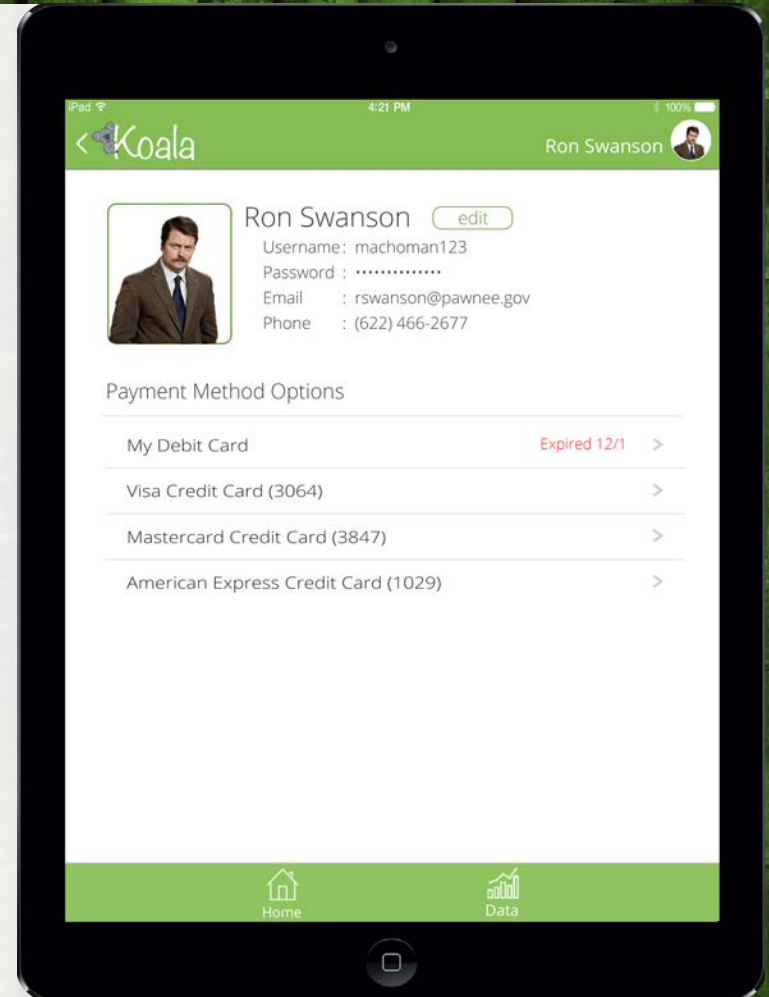 iPad 4:21 PM 100%
Koala Ron Swanson
Ron Swanson edit
Username: machoman123
Password : ••••••••••••••
Email : rswanson@pawnee.gov
Phone : (622) 466-2677
Payment Method Options
My Debit Card Expired 12/1 >
Visa Credit Card (3064) >
Mastercard Credit Card (3847) >
American Express Credit Card (1029) >
Home Data